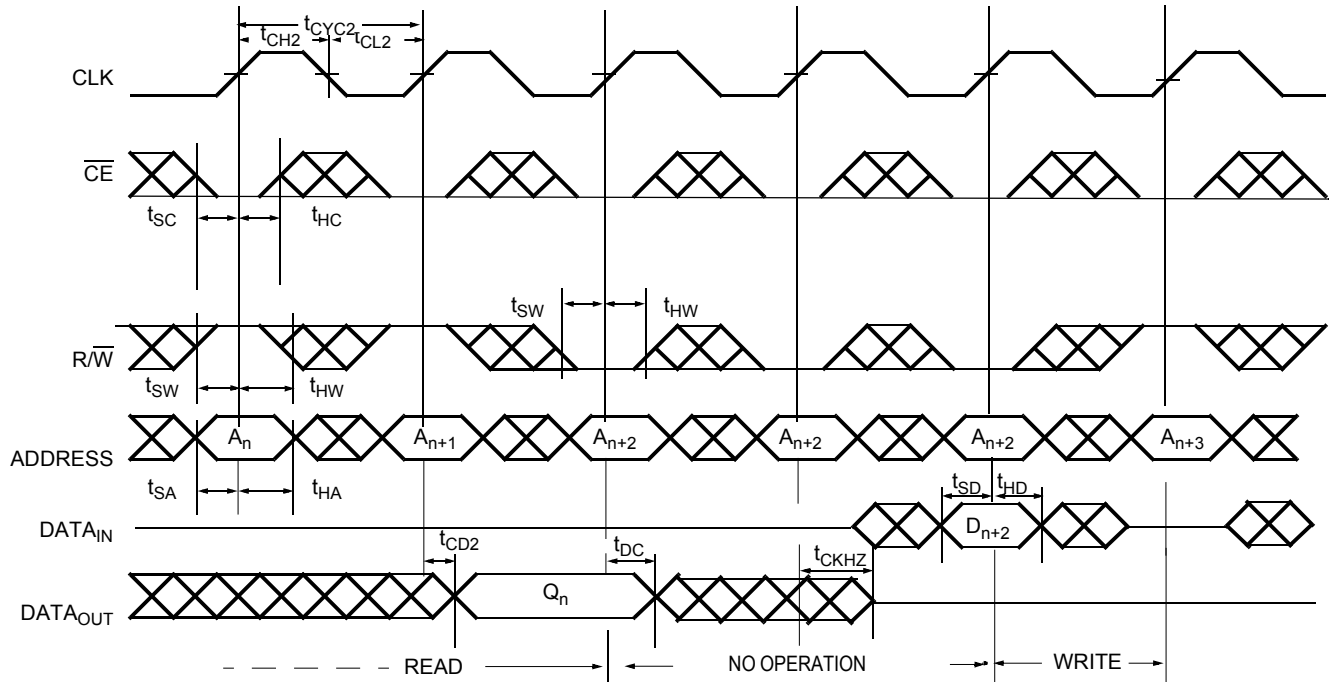 tCYC2
tCH2 tCL2
CLK
CE
tSC tHC
tSW tHW
R/W
tSW tHW
An An+1 An+2 An+2 An+2 An+3
ADDRESS
tSA tHA
tSD tHD
DATAIN
Dn+2
tCD2 tDC tCKHZ
Qn
DATAOUT
READ NO OPERATION WRITE